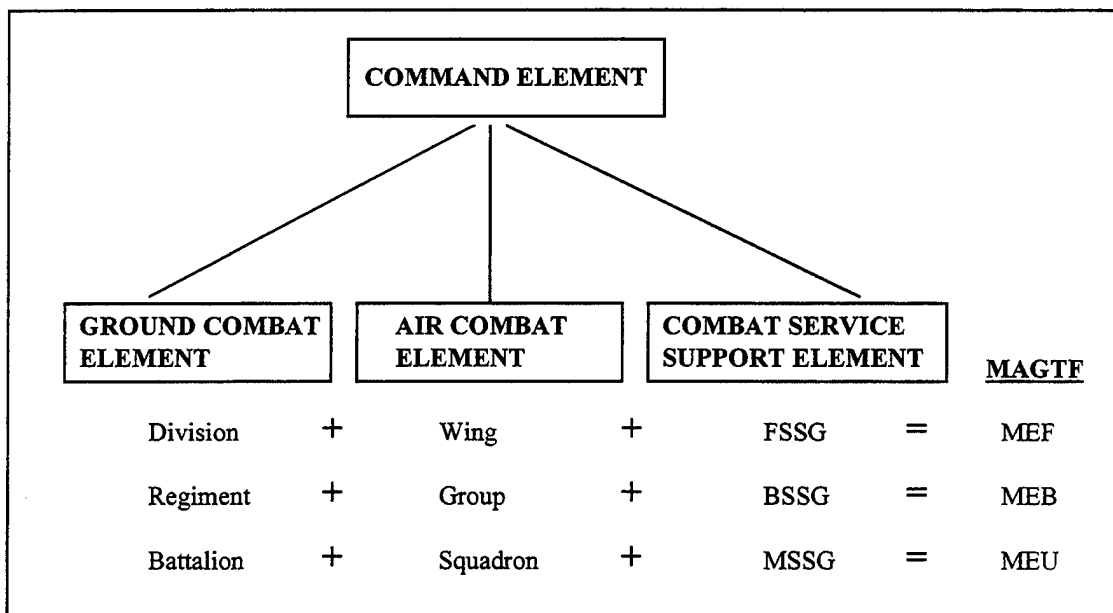 COMMAND ELEMENT
GROUND COMBAT
ELEMENT
AIR COMBAT
ELEMENT
COMBAT SERVICE
SUPPORT ELEMENT
MAGTF
Division + Wing + FSSG = MEF
Regiment + Group + BSSG = MEB
Battalion + Squadron + MSSG = MEU